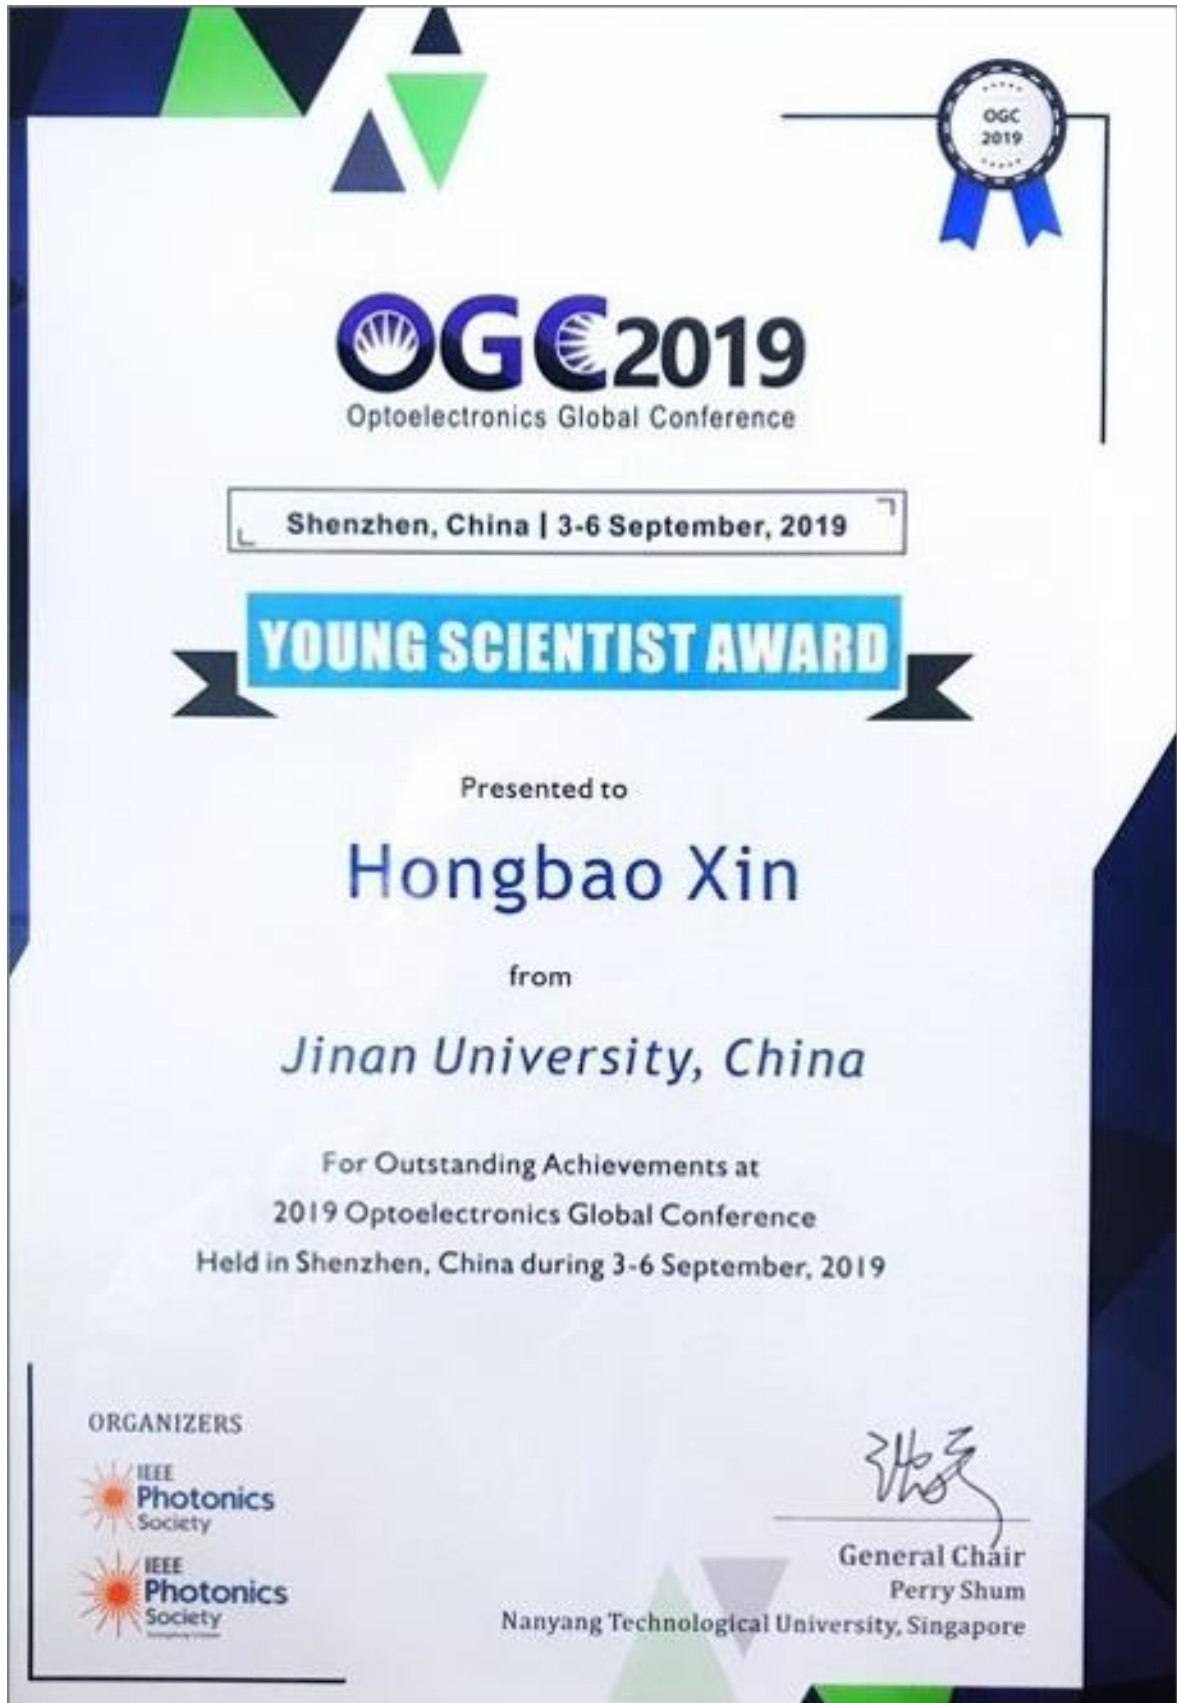 OGC
2019
OGC2019
Optoelectronics Global Conference
Shenzhen, China | 3-6 September, 2019
YOUNG SCIENTIST AWARD
Presented to
Hongbao Xin
from
Jinan University, China
For Outstanding Achievements at
2019 Optoelectronics Global Conference
Held in Shenzhen, China during 3-6 September, 2019
ORGANIZERS
IEEE
Photonics
Society
IEEE
Photonics
Society
General Chair
Perry Shum
Nanyang Technological University, Singapore